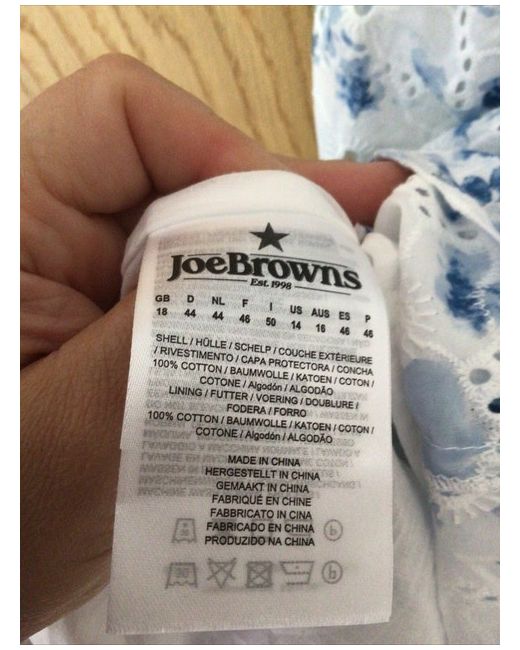 JOEBROWNS
Est. 1998
GB D NL F I US AUS ES P
18 44 44 46 50 14 16 46 46
SHELL / HÜLLE / SCHELP / COUCHE EXTÉRIEURE
/ RIVESTIMENTO / CAPA PROTECTORA / CONCHA
100% COTTON / BAUMWOLLE / KATOEN / COTON /
COTONE / Algodón / ALGODÃO
LINING / FUTTER / VOERING / DOUBLURE /
FODERA / FORRO
100% COTTON / BAUMWOLLE / KATOEN / COTON /
COTONE / Algodón / ALGODÃO
MADE IN CHINA
HERGESTELLT IN CHINA
GEMAAKT IN CHINA
FABRIQUÉ EN CHINE
FABBRICATO IN CINA
FABRICADO EN CHINA
PRODUZIDO NA CHINA